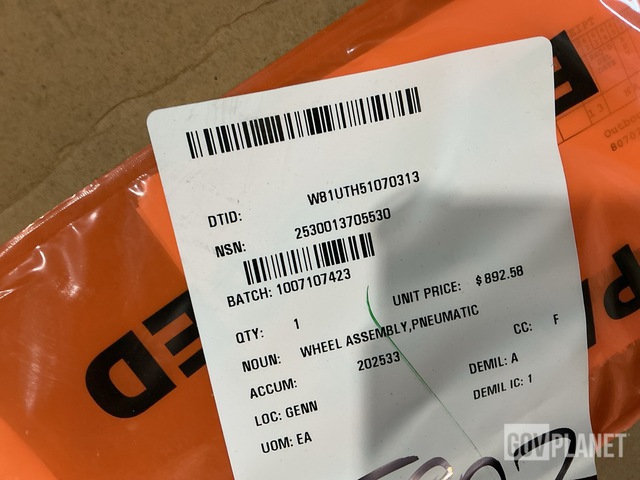 DTID: W81UTH51070313
NSN: 2530013705530
BATCH: 1007107423
UNIT PRICE: $892.58
QTY: 1
NOUN: WHEEL ASSEMBLY,PNEUMATIC
CC: F
ACCUM: 202533
DEMIL: A
LOC: GENN
DEMIL IC: 1
UOM: EA
GOVPLANET
ED